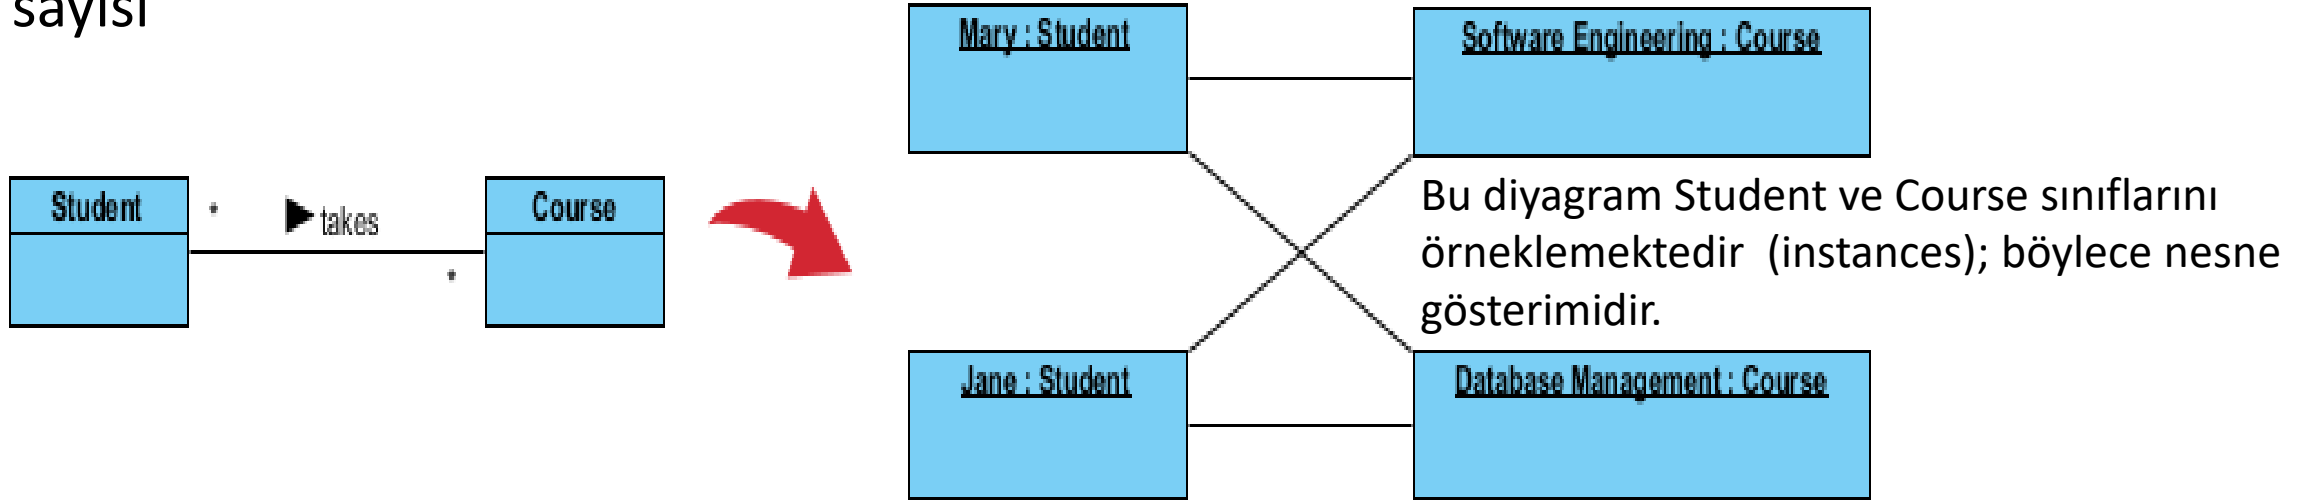 sayısı
Student
*
takes
*
Course
Mary : Student
Software Engineering : Course
Bu diyagram Student ve Course sınıflarını
örneklemektedir (instances); böylece nesne
gösterimidir.
Jane : Student
Database Management : Course